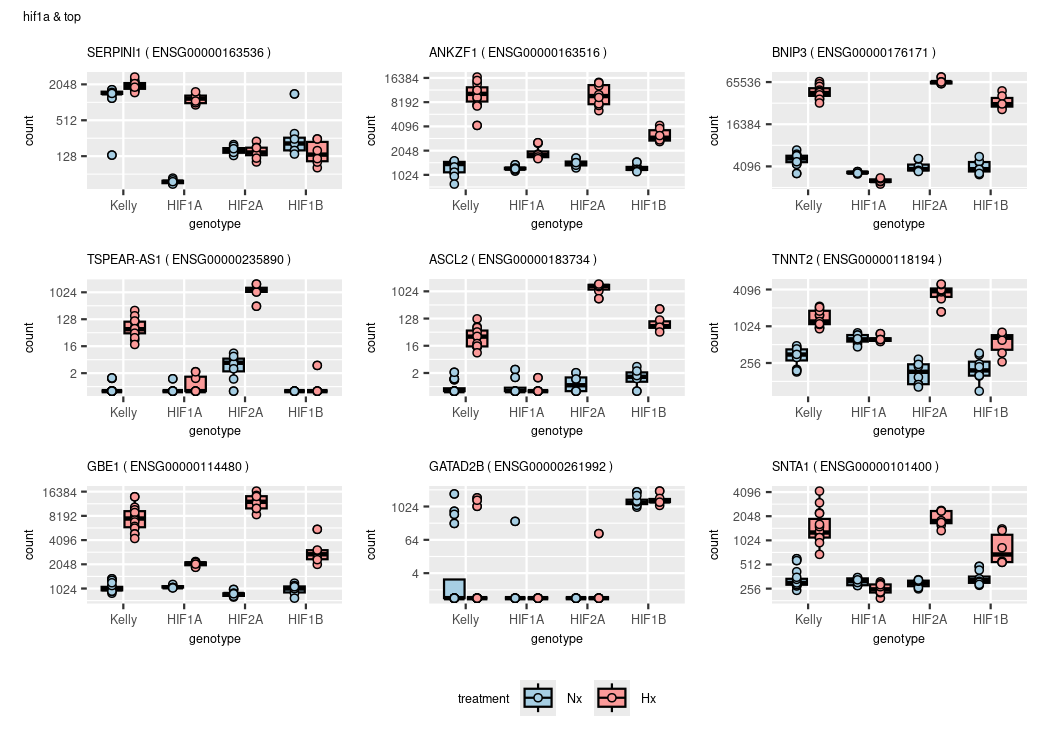 hif1a & top
SERPINI1 ( ENSG00000163536 )
count
2048
512
128
Kelly HIF1A HIF2A HIF1B
genotype
ANKZF1 ( ENSG00000163516 )
count
16384
8192
4096
2048
1024
Kelly HIF1A HIF2A HIF1B
genotype
BNIP3 ( ENSG00000176171 )
count
65536
16384
4096
Kelly HIF1A HIF2A HIF1B
genotype
TSPEAR-AS1 ( ENSG00000235890 )
count
1024
128
16
2
Kelly HIF1A HIF2A HIF1B
genotype
ASCL2 ( ENSG00000183734 )
count
1024
128
16
2
Kelly HIF1A HIF2A HIF1B
genotype
TNNT2 ( ENSG00000118194 )
count
4096
1024
256
Kelly HIF1A HIF2A HIF1B
genotype
GBE1 ( ENSG00000114480 )
count
16384
8192
4096
2048
1024
Kelly HIF1A HIF2A HIF1B
genotype
GATAD2B ( ENSG00000261992 )
count
1024
64
4
Kelly HIF1A HIF2A HIF1B
genotype
SNTA1 ( ENSG00000101400 )
count
4096
2048
1024
512
256
Kelly HIF1A HIF2A HIF1B
genotype
treatment Nx Hx